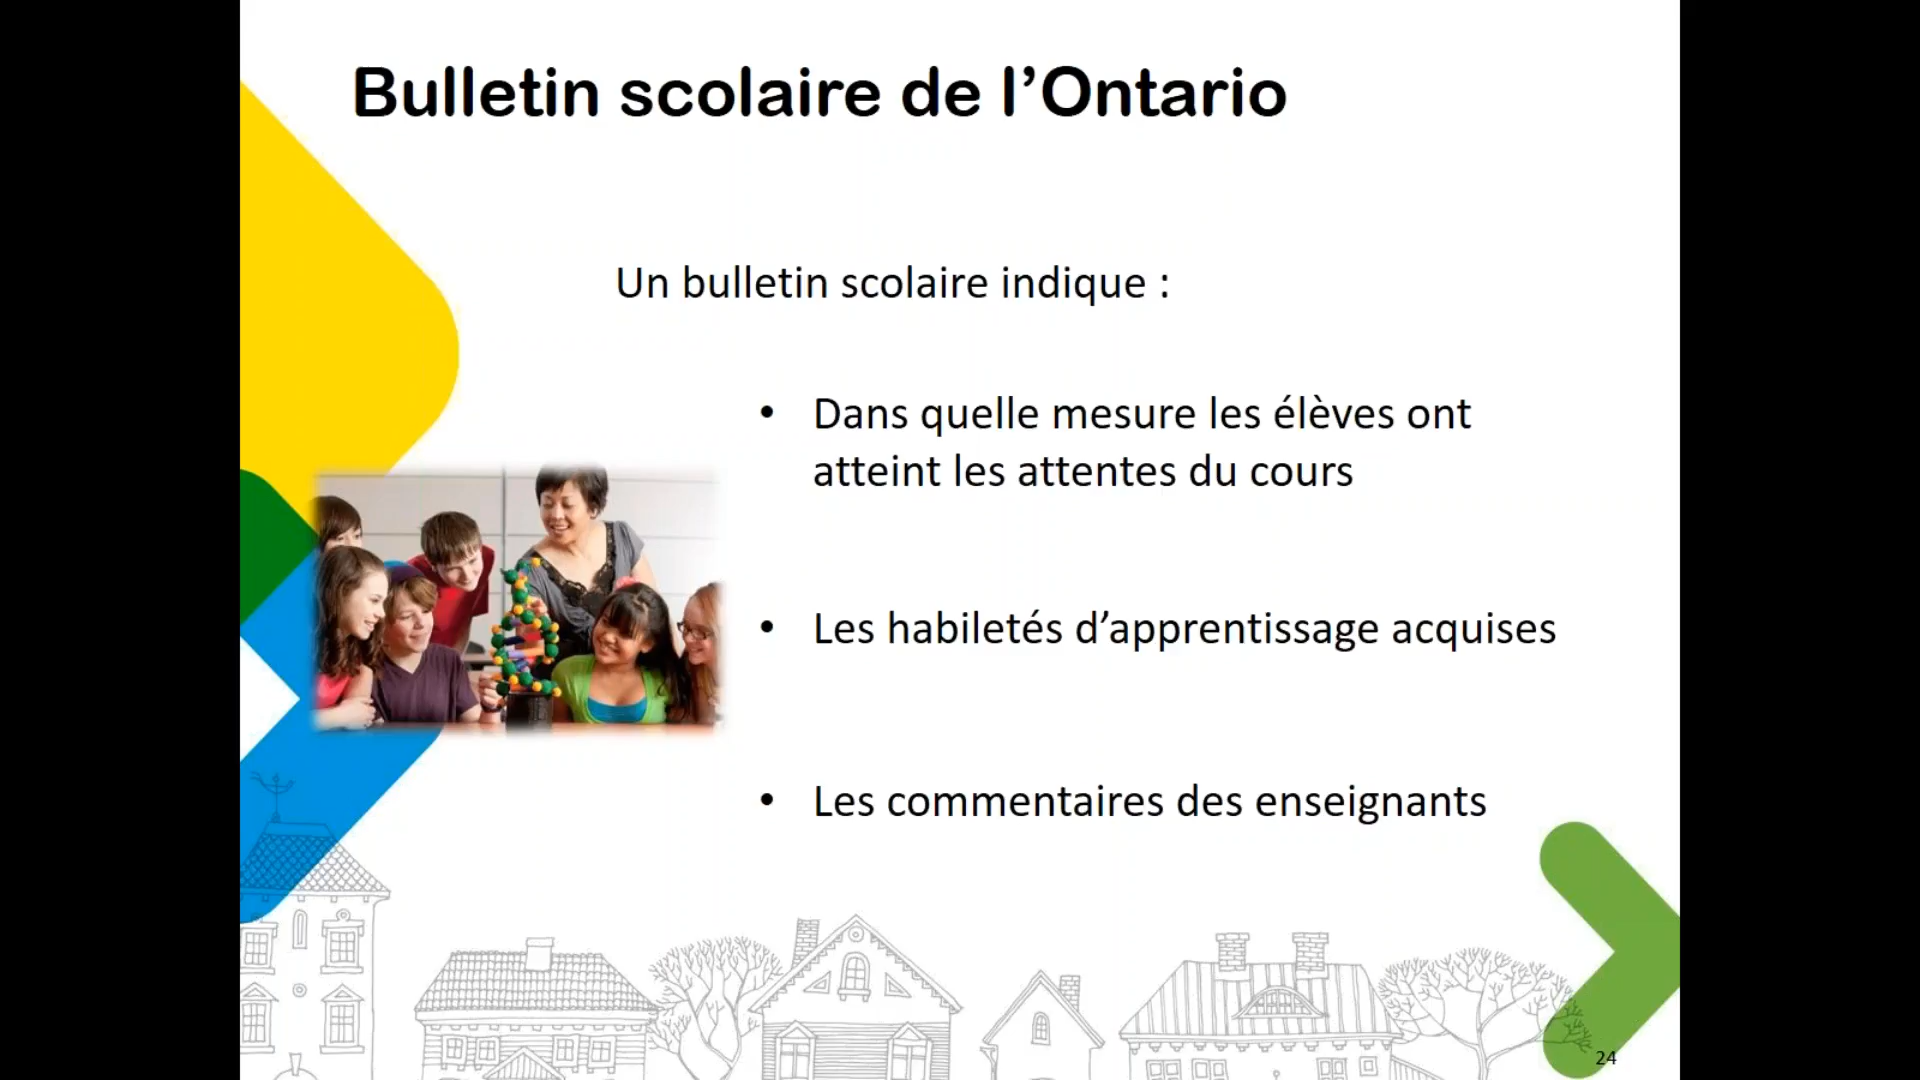 Bulletin scolaire de l’Ontario
Un bulletin scolaire indique :
• Dans quelle mesure les élèves ont
atteint les attentes du cours
• Les habiletés d’apprentissage acquises
• Les commentaires des enseignants
24